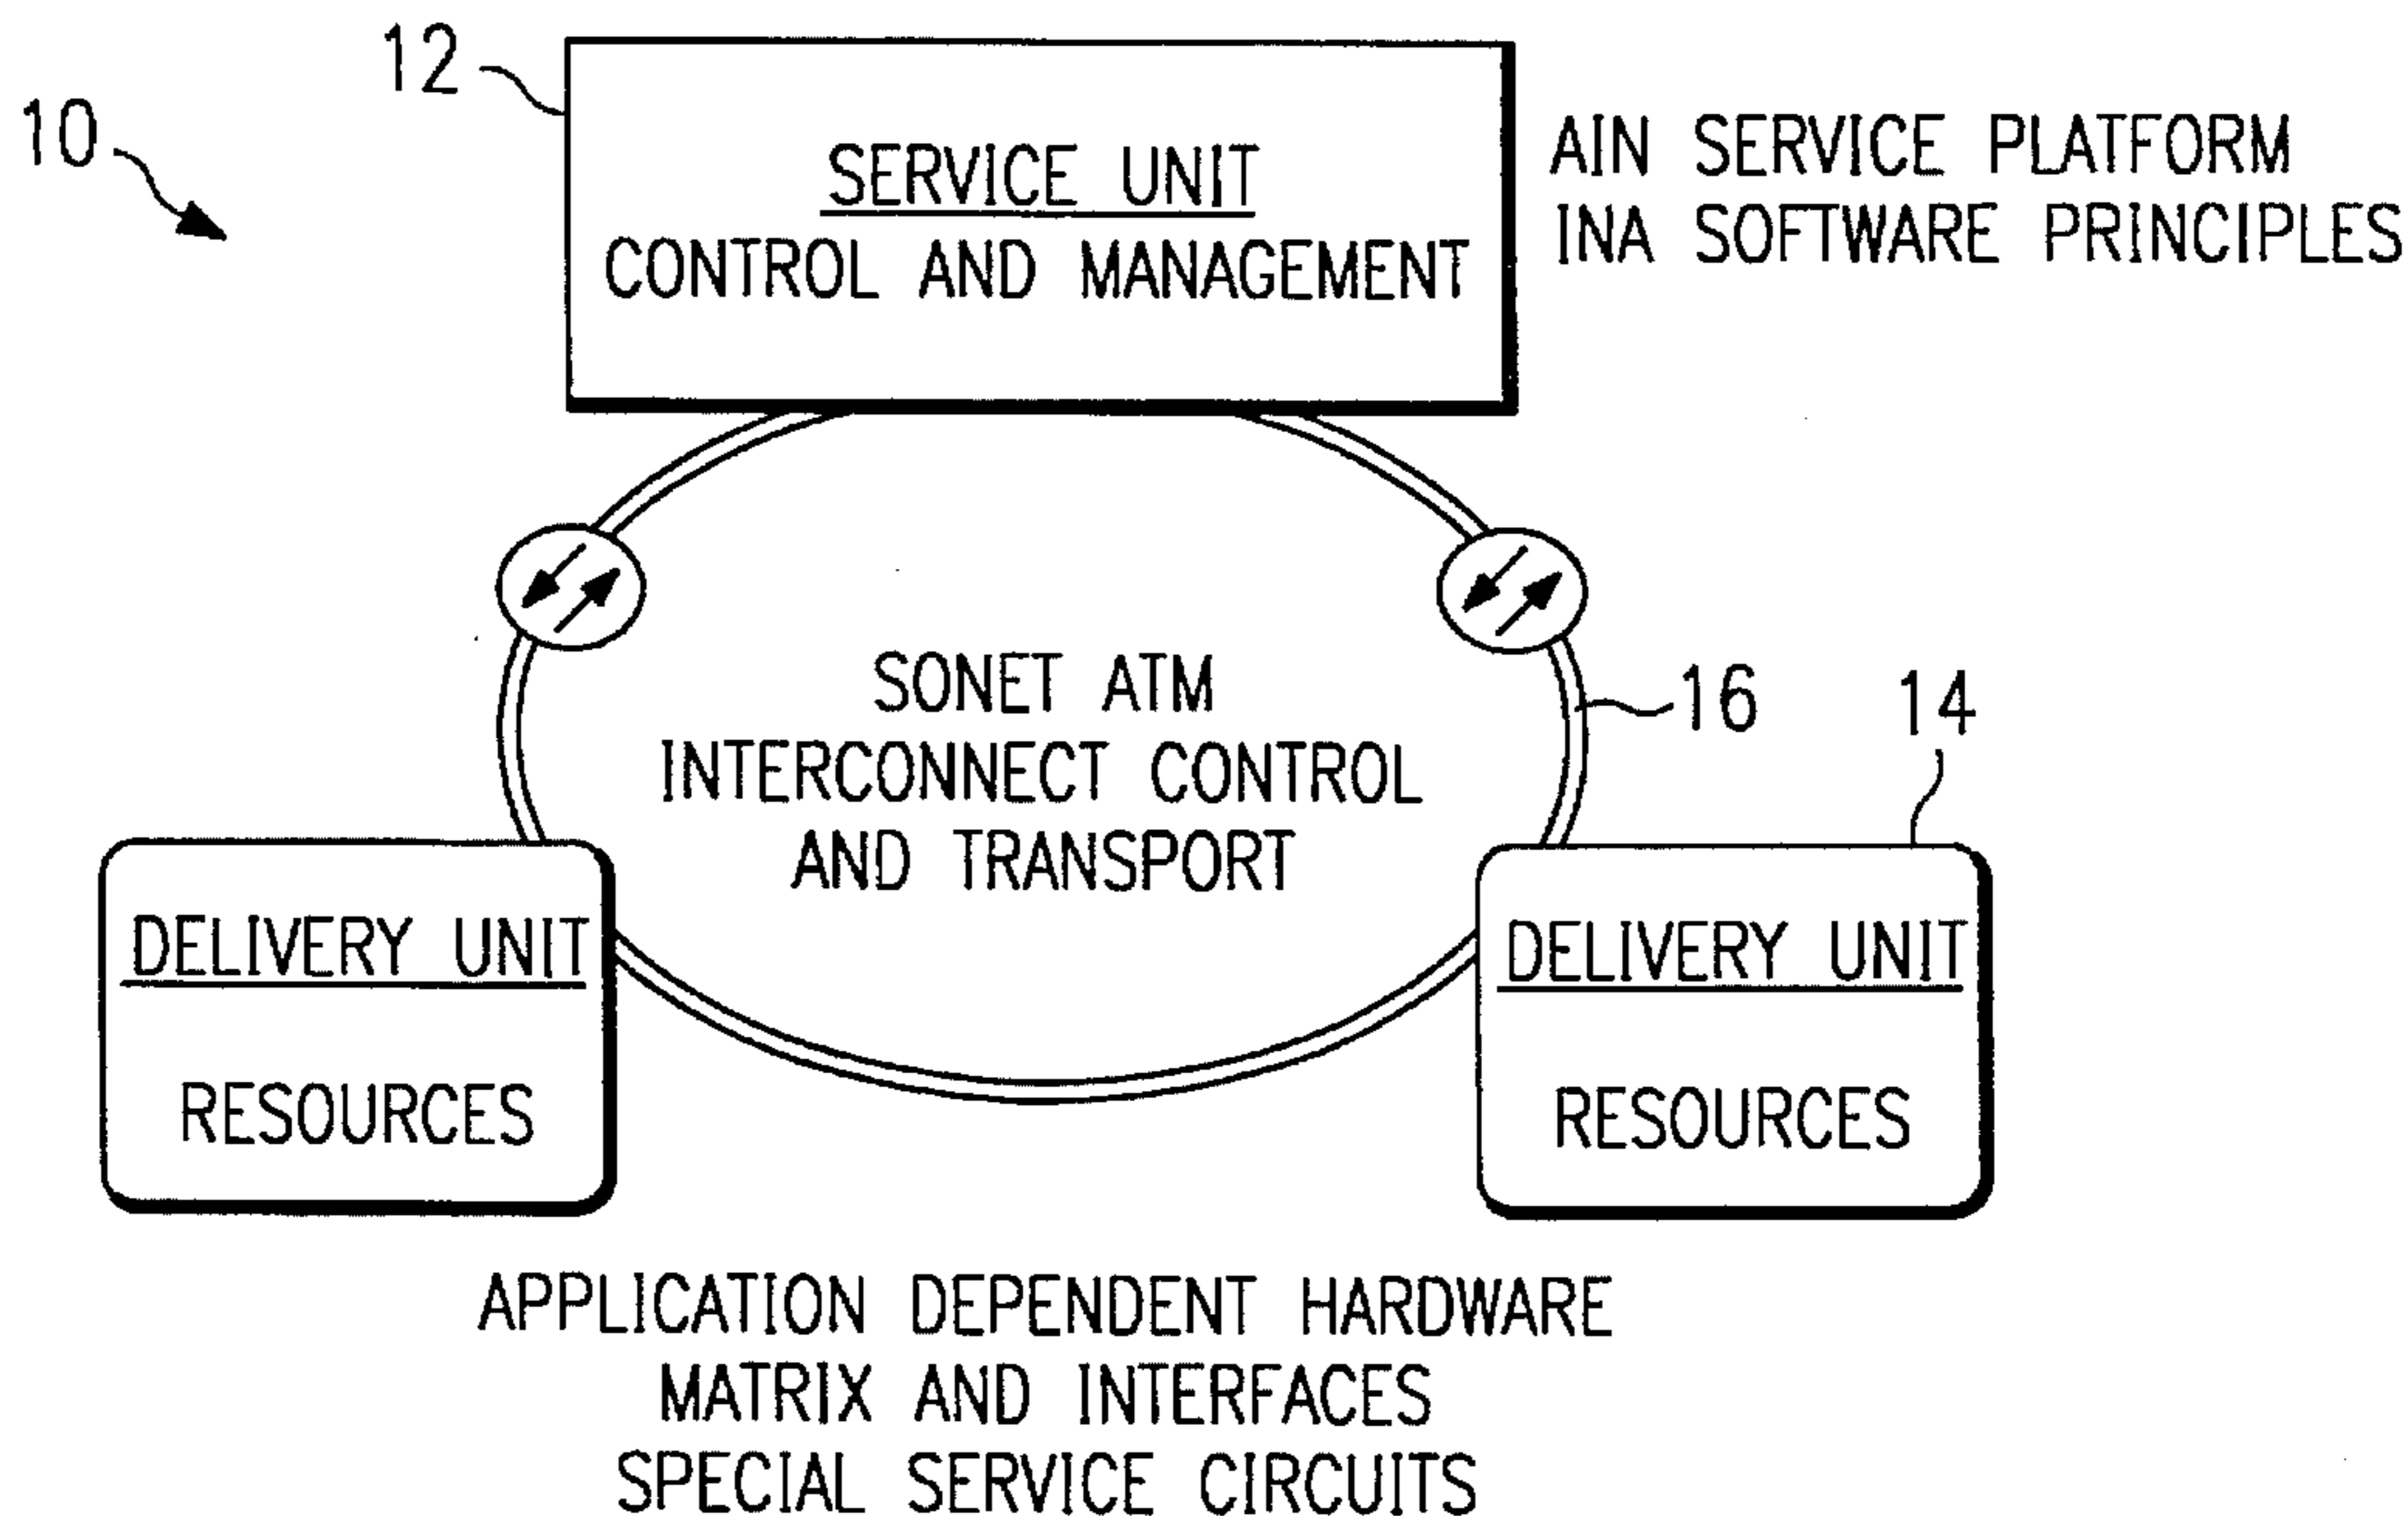 12
10
SERVICE UNIT
CONTROL AND MANAGEMENT
AIN SERVICE PLATFORM
INA SOFTWARE PRINCIPLES
SONET ATM
INTERCONNECT CONTROL
AND TRANSPORT
16
14
DELIVERY UNIT
RESOURCES
DELIVERY UNIT
RESOURCES
APPLICATION DEPENDENT HARDWARE
MATRIX AND INTERFACES
SPECIAL SERVICE CIRCUITS